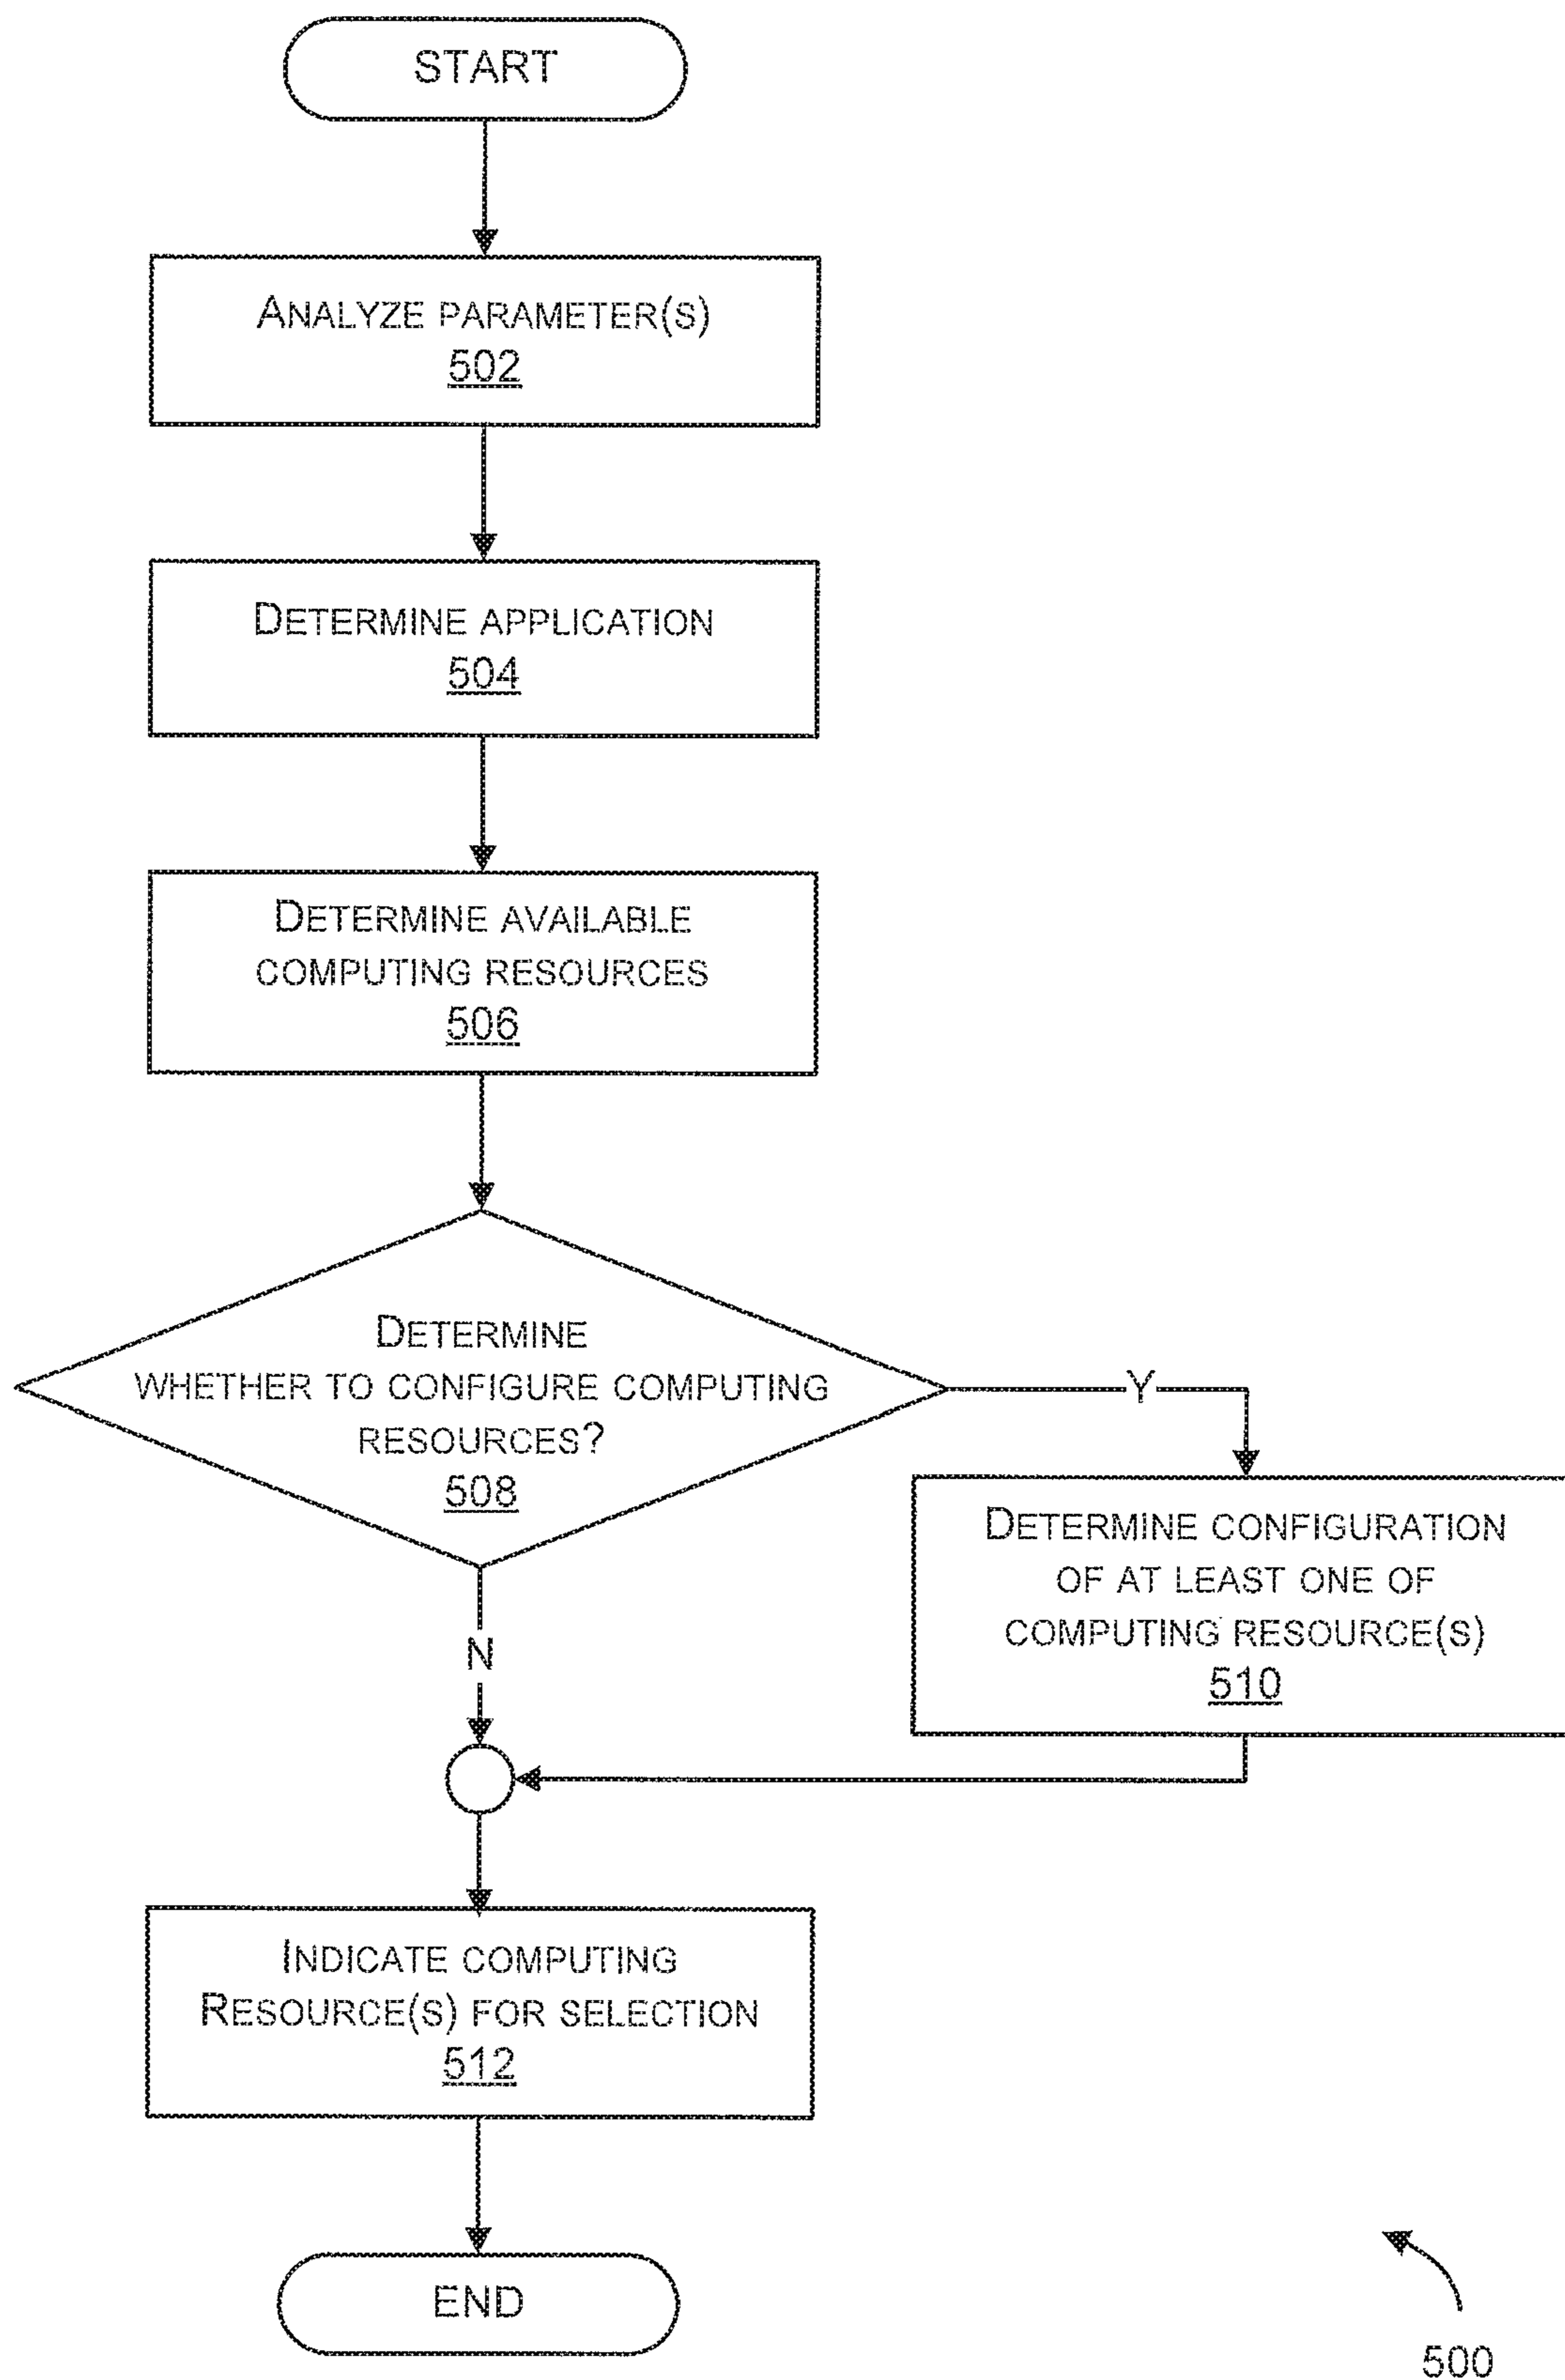 START
ANALYZE PARAMETER(S)
502
DETERMINE APPLICATION
504
DETERMINE AVAILABLE
COMPUTING RESOURCES
506
DETERMINE
WHETHER TO CONFIGURE COMPUTING
RESOURCES?
508
Y
DETERMINE CONFIGURATION
OF AT LEAST ONE OF
COMPUTING RESOURCE(S)
510
N
INDICATE COMPUTING
RESOURCE(S) FOR SELECTION
512
END
500